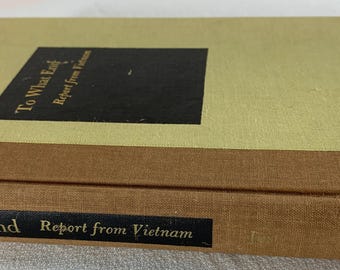 To What End
Report from Vietnam
nd Report from Vietnam